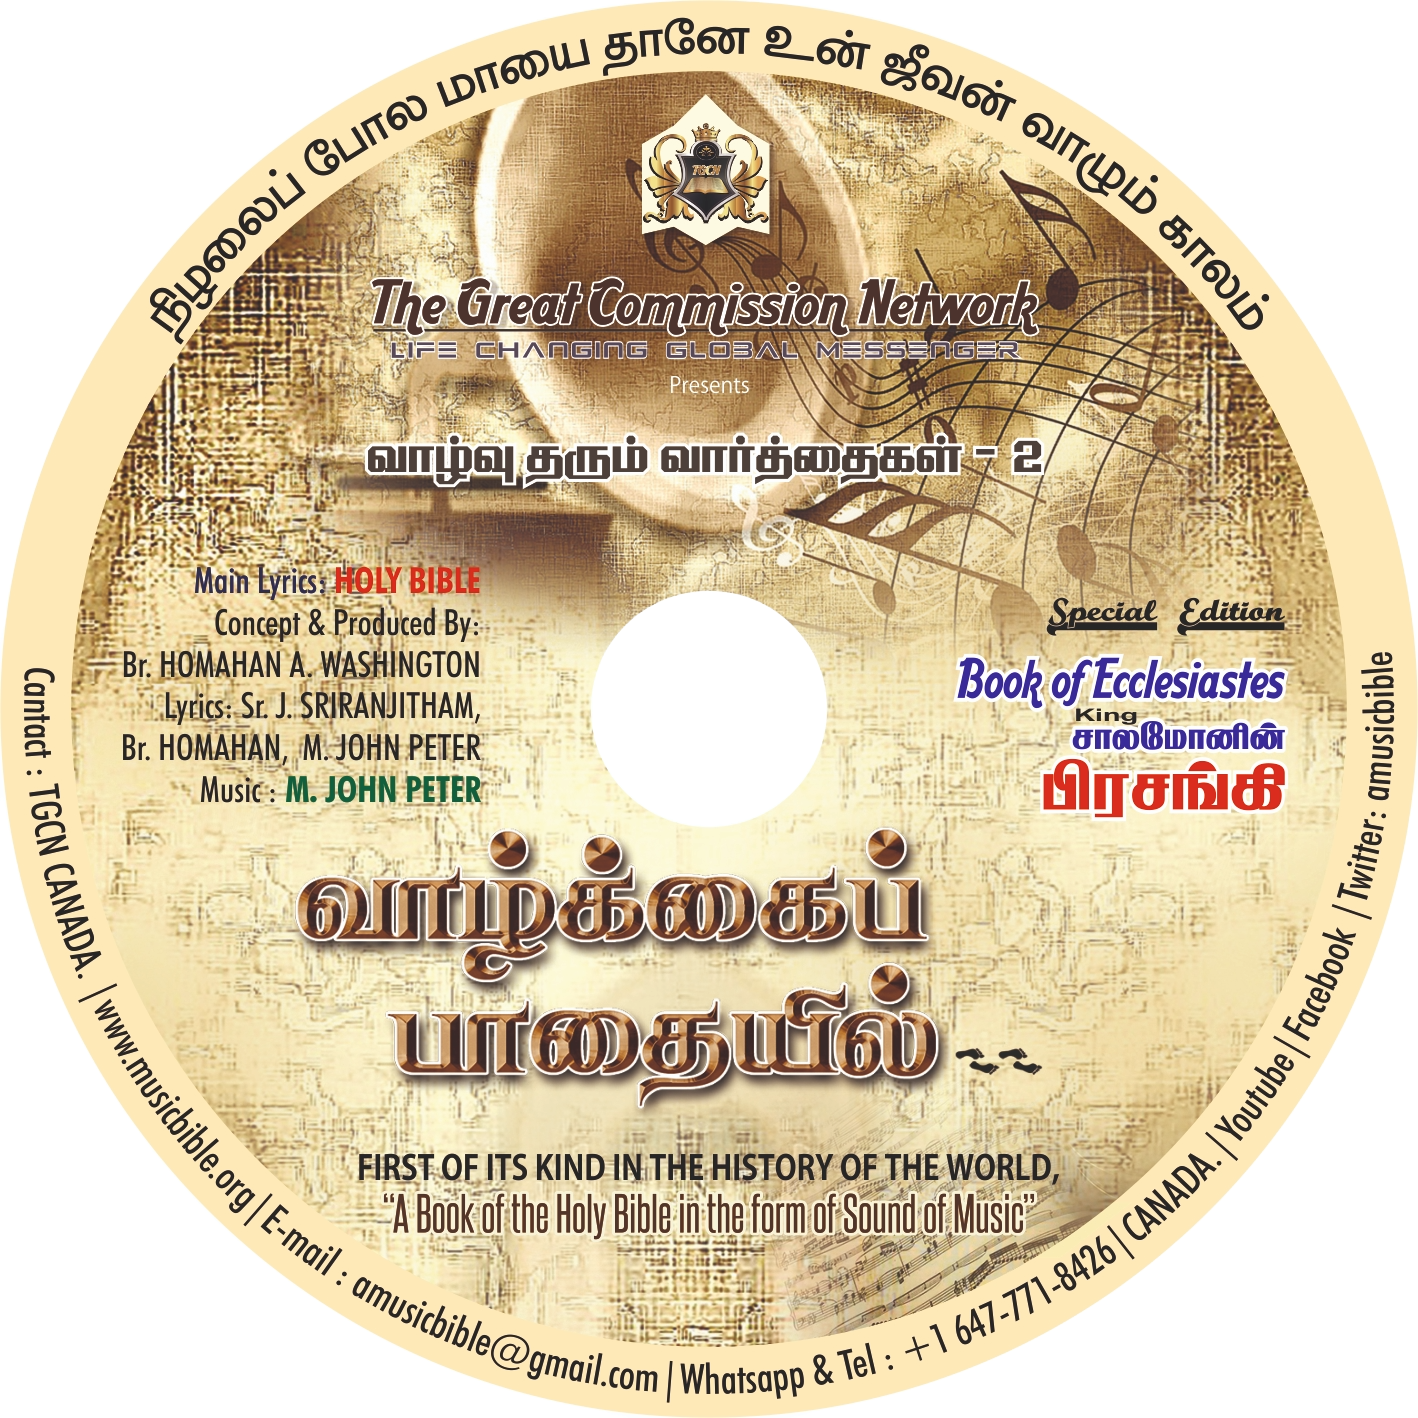 நிழலைப் போல மாயை தானே உன் ஜீவன் வாழும் காலம்
TGCN
The Great Commission Network
LIFE CHANGING GLOBAL MESSENGER
Presents
வாழ்வு தரும் வார்த்தைகள் - 2
Main Lyrics: HOLY BIBLE
Concept & Produced By:
Br. HOMAHAN A. WASHINGTON
Lyrics: Sr. J. SRIRANJITHAM,
Br. HOMAHAN, M. JOHN PETER
Music : M. JOHN PETER
Special Edition
Book of Ecclesiastes
King
சாலமோனின்
பிரசங்கி
வாழ்க்கைப்
பாதையில்
FIRST OF ITS KIND IN THE HISTORY OF THE WORLD,
“A Book of the Holy Bible in the form of Sound of Music”
Cantact : TGCN CANADA. | www.musicbible.org | E-mail : amusicbible@gmail.com | Whatsapp & Tel : +1 647-771-8426 | CANADA. | Youtube | Facebook | Twitter: amusicbible